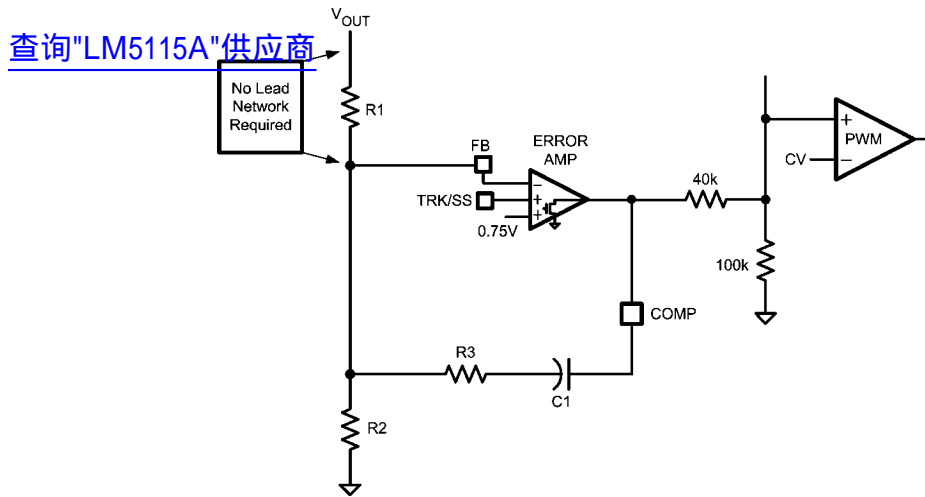 VOUT
查询"LM5115A"供应商
No Lead
Network
Required
R1
FB
ERROR
AMP
TRK/SS
0.75V
40k
CV
PWM
100k
COMP
R3
C1
R2